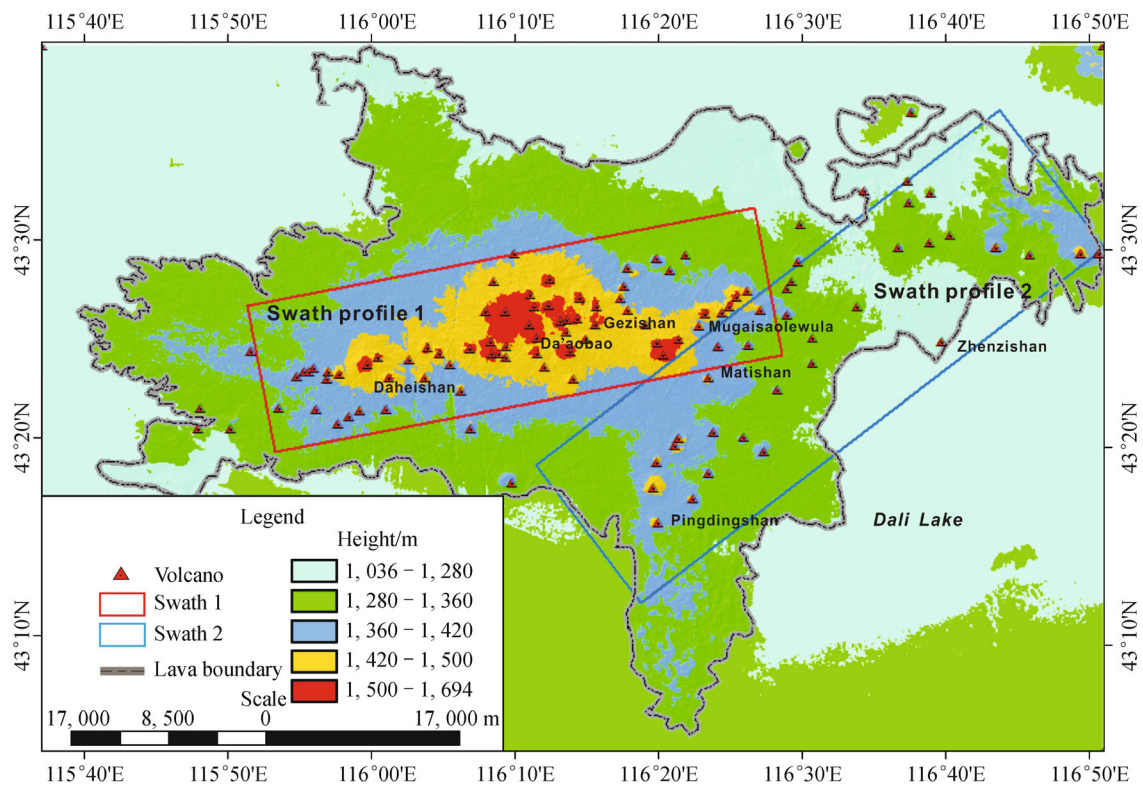 115°40'E 115°50'E 116°00'E 116°10'E 116°20'E 116°30'E 116°40'E 116°50'E
43°30'N
43°30'N
Swath profile 1
Swath profile 2
Gezishan
Mugaisaolewula
Da'aobao
Zhenzishan
Daheishan
Matishan
43°20'N
43°20'N
Pingdingshan
Dali Lake
Legend
Volcano
Swath 1
Swath 2
Lava boundary
Height/m
1, 036 – 1, 280
1, 280 – 1, 360
1, 360 – 1, 420
1, 420 – 1, 500
1, 500 – 1, 694
Scale
17, 000 8, 500 0 17, 000 m
43°10'N
43°10'N
115°40'E 115°50'E 116°00'E 116°10'E 116°20'E 116°30'E 116°40'E 116°50'E